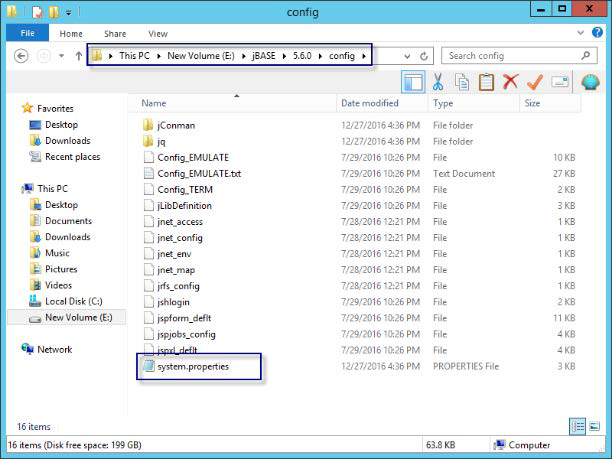 config
File Home Share View
This PC New Volume (E:) jBASE 5.6.0 config Search config
Name Date modified Type Size
Favorites
Desktop
Downloads
Recent places
This PC
Desktop
Documents
Downloads
Music
Pictures
Videos
Local Disk (C:)
New Volume (E:)
Network
jConman 12/27/2016 4:36 PM File folder
jq 12/27/2016 4:36 PM File folder
Config_EMULATE 7/29/2016 10:26 PM File 10 KB
Config_EMULATE.txt 7/29/2016 10:26 PM Text Document 27 KB
Config_TERM 7/29/2016 10:26 PM File 2 KB
jLibDefinition 7/29/2016 10:26 PM File 3 KB
jnet_access 7/28/2016 12:21 PM File 1 KB
jnet_config 7/28/2016 12:21 PM File 1 KB
jnet_env 7/28/2016 12:21 PM File 1 KB
jnet_map 7/28/2016 12:21 PM File 1 KB
jrfs_config 7/28/2016 12:21 PM File 1 KB
jshlogin 7/29/2016 10:26 PM File 2 KB
jspform_deflt 7/29/2016 10:26 PM File 11 KB
jspjobs_config 7/29/2016 10:26 PM File 2 KB
jspxl_deflt 7/29/2016 10:26 PM File 2 KB
system.properties 12/27/2016 4:36 PM PROPERTIES File 3 KB
16 items
16 items (Disk free space: 199 GB) 63.8 KB Computer